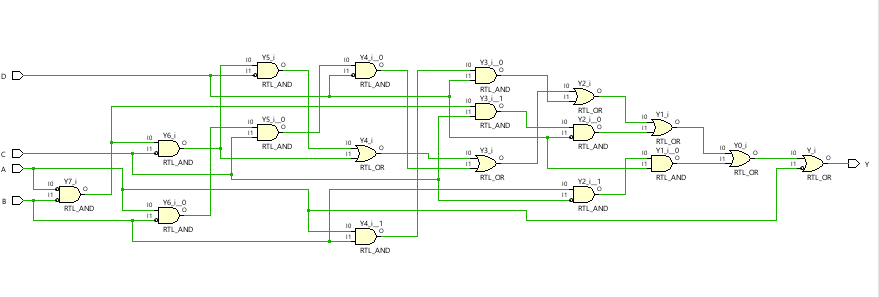 D
C
A
B
Y7_i
I0
I1
O
RTL_AND
Y6_i
I0
I1
O
RTL_AND
Y6_i__0
I0
I1
O
RTL_AND
Y5_i
I0
I1
O
RTL_AND
Y5_i__0
I0
I1
O
RTL_AND
Y4_i__0
I0
I1
O
RTL_AND
Y4_i
I0
I1
O
RTL_OR
Y4_i__1
I0
I1
O
RTL_AND
Y3_i__0
I0
I1
O
RTL_AND
Y3_i__1
I0
I1
O
RTL_AND
Y3_i
I0
I1
O
RTL_OR
Y2_i
I0
I1
O
RTL_OR
Y2_i__0
I0
I1
O
RTL_AND
Y2_i__1
I0
I1
O
RTL_AND
Y1_i
I0
I1
O
RTL_OR
Y1_i__0
I0
I1
O
RTL_AND
Y0_i
I0
I1
O
RTL_OR
Y_i
I0
I1
O
RTL_OR
Y